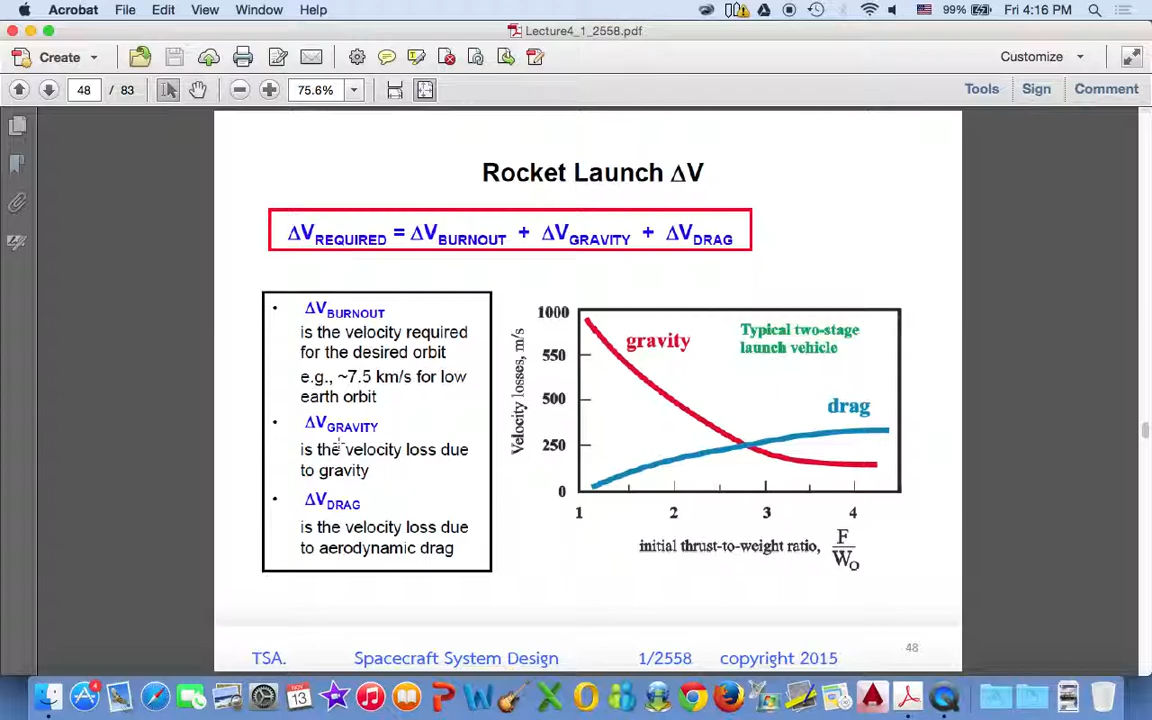 Acrobat File Edit View Window Help 99% Fri 4:16 PM
Lecture4_1_2558.pdf
Create Customize
48 / 83 75.6% Tools Sign Comment
Rocket Launch ΔV
ΔVREQUIRED = ΔVBURNOUT + ΔVGRAVITY + ΔVDRAG
• ΔVBURNOUT
is the velocity required
for the desired orbit
e.g., ~7.5 km/s for low
earth orbit
• ΔVGRAVITY
is the velocity loss due
to gravity
• ΔVDRAG
is the velocity loss due
to aerodynamic drag
Velocity losses, m/s
1000
550
500
250
0
gravity
Typical two-stage
launch vehicle
drag
1 2 3 4
initial thrust-to-weight ratio, F
W0
48
TSA. Spacecraft System Design 1/2558 copyright 2015
NOV
13